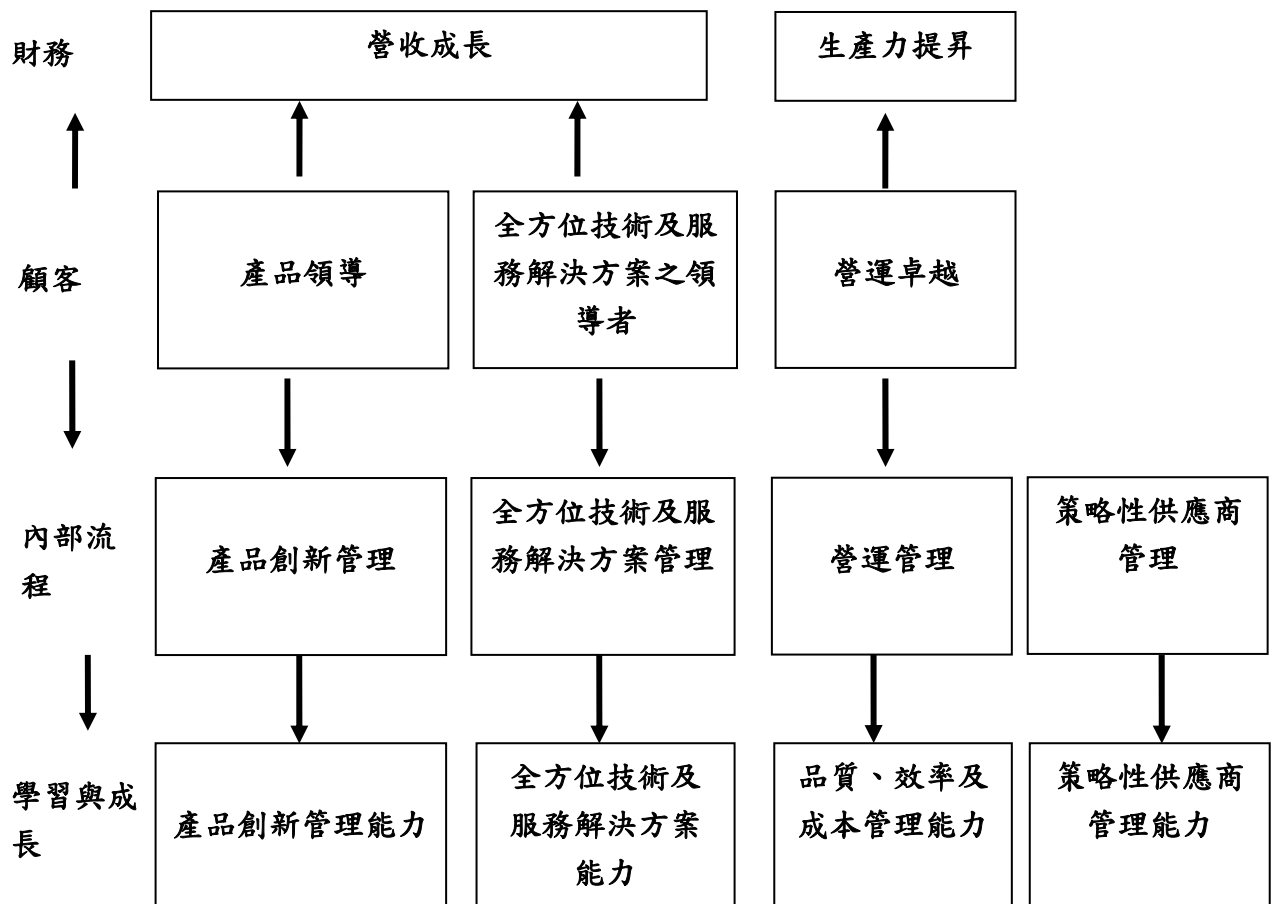 財務
營收成長
生產力提昇
顧客
產品領導
全方位技術及服
務解決方案之領
導者
營運卓越
內部流
程
產品創新管理
全方位技術及服
務解決方案管理
營運管理
策略性供應商
管理
學習與成
長
產品創新管理能力
全方位技術及
服務解決方案
能力
品質、效率及
成本管理能力
策略性供應商
管理能力